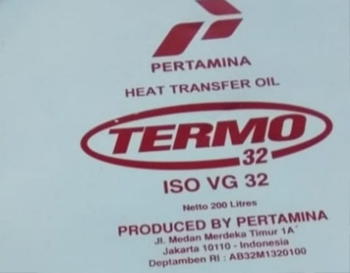 PERTAMINA
HEAT TRANSFER OIL
TERMO
32
ISO VG 32
Netto 200 Litres
PRODUCED BY PERTAMINA
Jl. Medan Merdeka Timur 1A
Jakarta 10110 - Indonesia
Deptamben RI : AB32M1320100